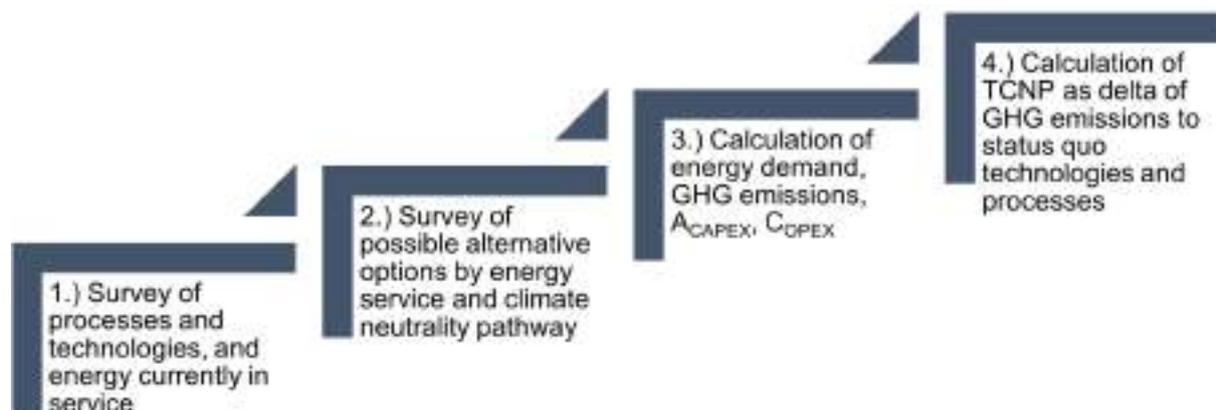 1.) Survey of
processes and
technologies, and
energy currently in
service
2.) Survey of
possible alternative
options by energy
service and climate
neutrality pathway
3.) Calculation of
energy demand,
GHG emissions,
A_CAPEX, C_OPEX
4.) Calculation of
TCNP as delta of
GHG emissions to
status quo
technologies and
processes